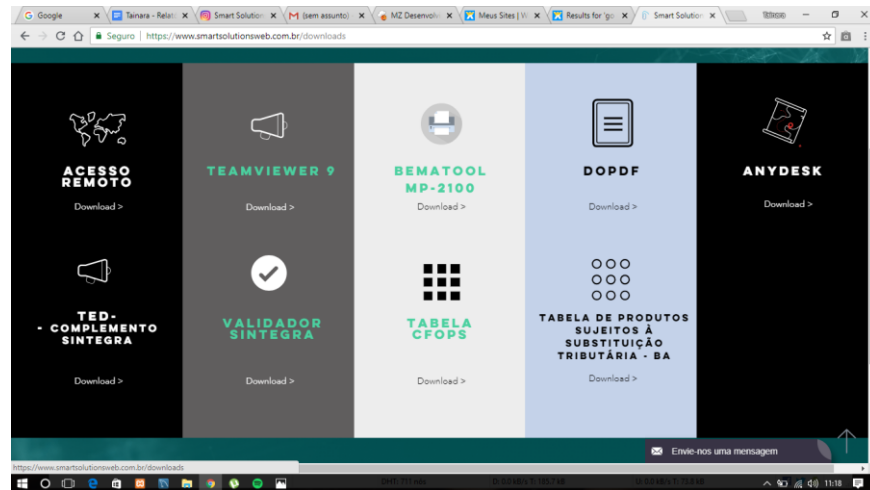 Google
Tainara - Relat
Smart Solution
(sem assunto)
MZ Desenvolv
Meus Sites | W
Results for 'go
Smart Solution
Seguro
https://www.smartsolutionsweb.com.br/downloads
ACESSO
REMOTO
Download >
TEAMVIEWER 9
Download >
BEMATOOL
MP-2100
Download >
DOPDF
Download >
ANYDESK
Download >
TED-
- COMPLEMENTO
SINTEGRA
Download >
VALIDADOR
SINTEGRA
Download >
TABELA
CFOPS
Download >
TABELA DE PRODUTOS
SUJEITOS À
SUBSTITUIÇÃO
TRIBUTÁRIA - BA
Download >
Envie-nos uma mensagem
https://www.smartsolutionsweb.com.br/downloads
11:18